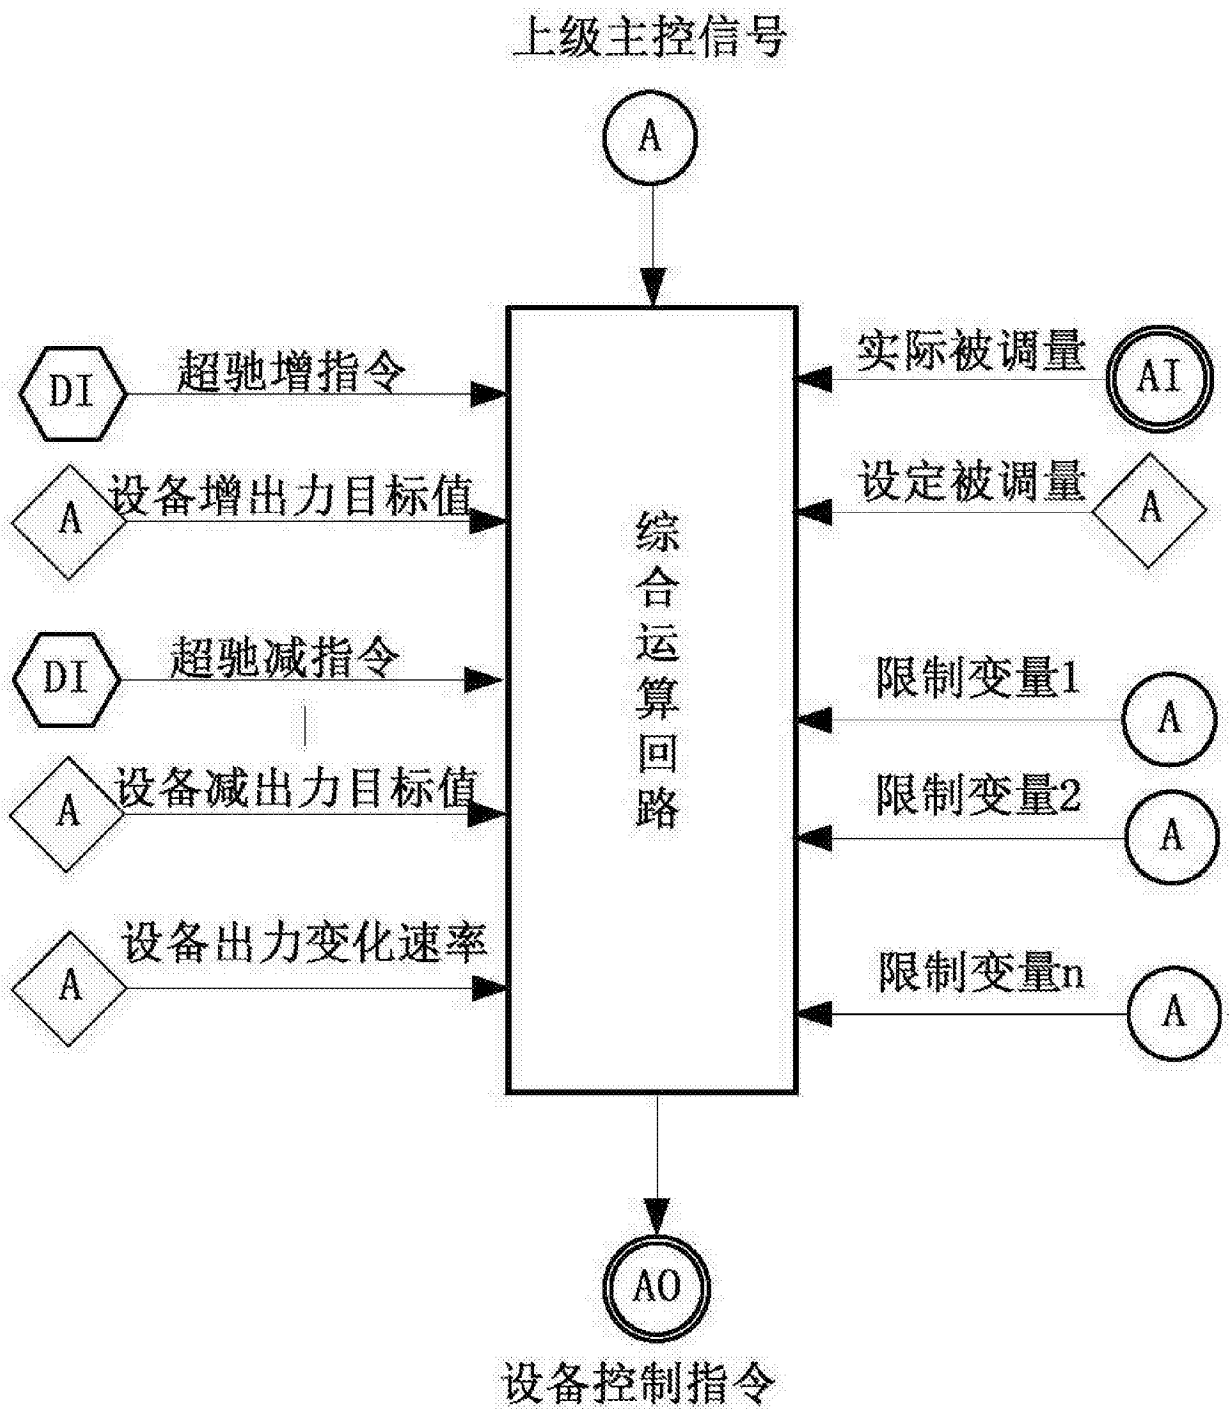 上级主控信号
A
DI
超驰增指令
A
设备增出力目标值
DI
超驰减指令
A
设备减出力目标值
A
设备出力变化速率
综合运算回路
实际被调量
AI
设定被调量
A
限制变量1
A
限制变量2
A
限制变量n
A
AO
设备控制指令